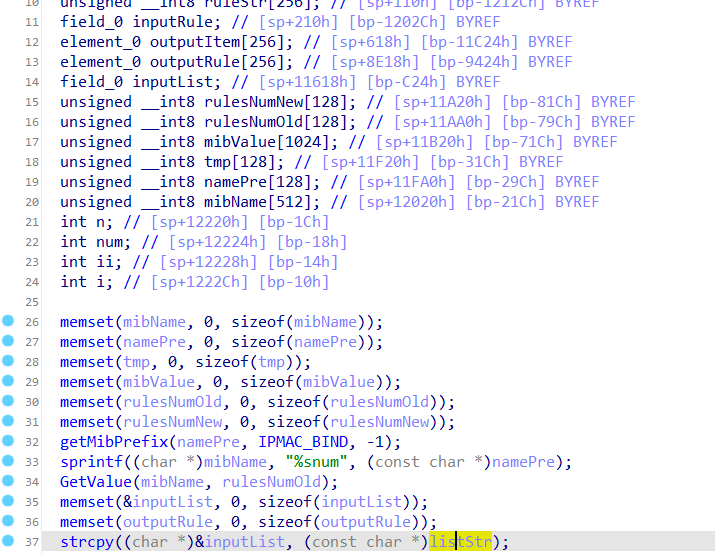 10 unsigned __int8 ruleStr[256]; // [sp+110h] [bp-1212Ch] BYREF
11 field_0 inputRule; // [sp+210h] [bp-1202Ch] BYREF
12 element_0 outputItem[256]; // [sp+618h] [bp-11C24h] BYREF
13 element_0 outputRule[256]; // [sp+8E18h] [bp-9424h] BYREF
14 field_0 inputList; // [sp+11618h] [bp-C24h] BYREF
15 unsigned __int8 rulesNumNew[128]; // [sp+11A20h] [bp-81Ch] BYREF
16 unsigned __int8 rulesNumOld[128]; // [sp+11AA0h] [bp-79Ch] BYREF
17 unsigned __int8 mibValue[1024]; // [sp+11B20h] [bp-71Ch] BYREF
18 unsigned __int8 tmp[128]; // [sp+11F20h] [bp-31Ch] BYREF
19 unsigned __int8 namePre[128]; // [sp+11FA0h] [bp-29Ch] BYREF
20 unsigned __int8 mibName[512]; // [sp+12020h] [bp-21Ch] BYREF
21 int n; // [sp+12220h] [bp-1Ch]
22 int num; // [sp+12224h] [bp-18h]
23 int ii; // [sp+12228h] [bp-14h]
24 int i; // [sp+1222Ch] [bp-10h]
25
26 memset(mibName, 0, sizeof(mibName));
27 memset(namePre, 0, sizeof(namePre));
28 memset(tmp, 0, sizeof(tmp));
29 memset(mibValue, 0, sizeof(mibValue));
30 memset(rulesNumOld, 0, sizeof(rulesNumOld));
31 memset(rulesNumNew, 0, sizeof(rulesNumNew));
32 getMibPrefix(namePre, IPMAC_BIND, -1);
33 sprintf((char *)mibName, "%snum", (const char *)namePre);
34 GetValue(mibName, rulesNumOld);
35 memset(&inputList, 0, sizeof(inputList));
36 memset(outputRule, 0, sizeof(outputRule));
37 strcpy((char *)&inputList, (const char *)listStr);